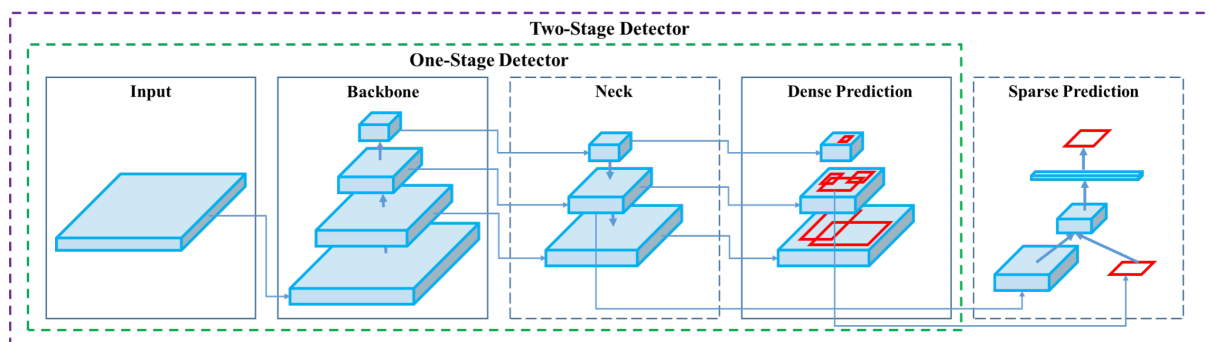 Two-Stage Detector
One-Stage Detector
Input
Backbone
Neck
Dense Prediction
Sparse Prediction